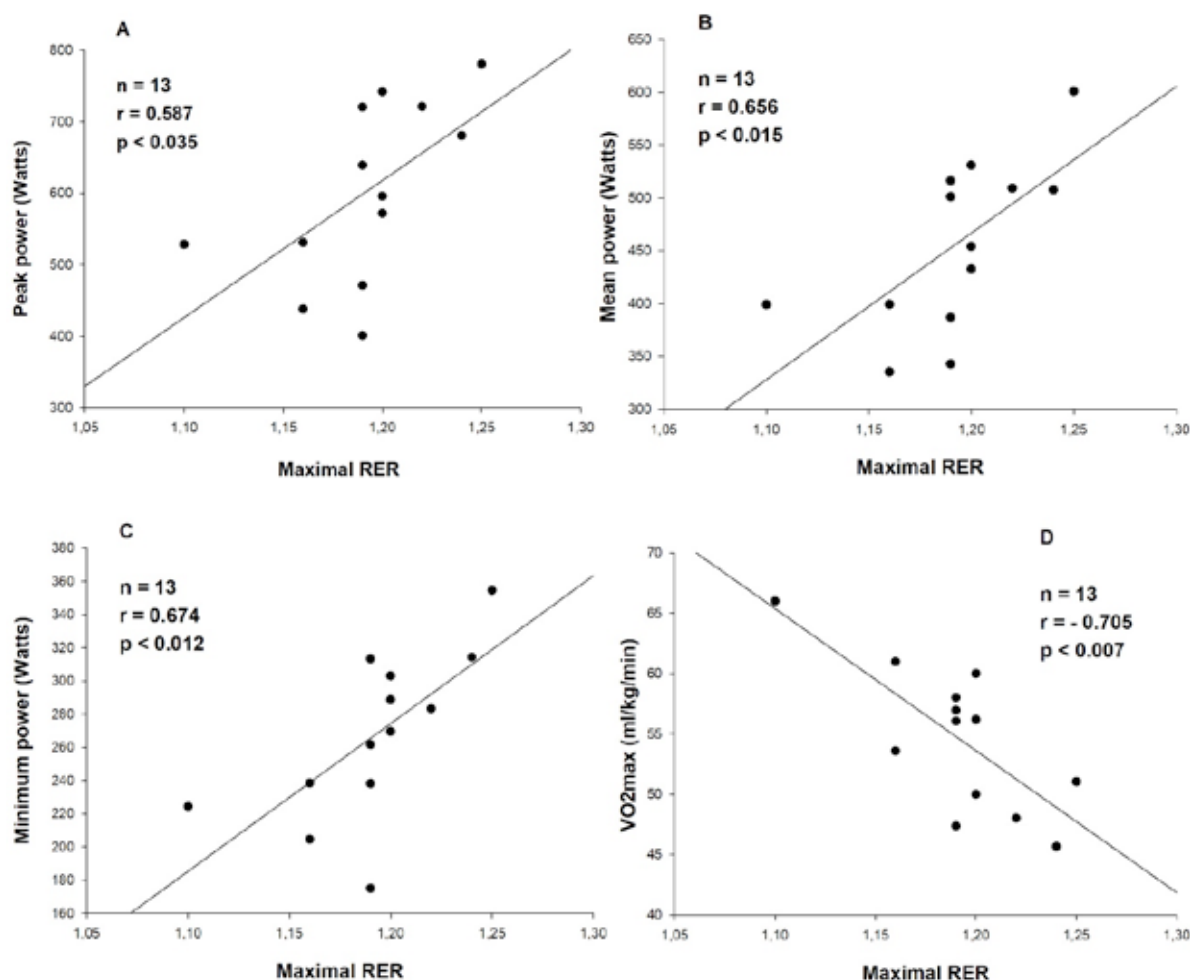 A
800
700
600
500
400
300
n = 13
r = 0.587
p < 0.035
Peak power (Watts)
1,05 1,10 1,15 1,20 1,25 1,30
Maximal RER
B
650
600
550
500
450
400
350
300
n = 13
r = 0.656
p < 0.015
Mean power (Watts)
1,05 1,10 1,15 1,20 1,25 1,30
Maximal RER
C
380
360
340
320
300
280
260
240
220
200
180
160
n = 13
r = 0.674
p < 0.012
Minimum power (Watts)
1,05 1,10 1,15 1,20 1,25 1,30
Maximal RER
D
70
65
60
55
50
45
40
n = 13
r = - 0.705
p < 0.007
VO2max (ml/kg/min)
1,05 1,10 1,15 1,20 1,25 1,30
Maximal RER